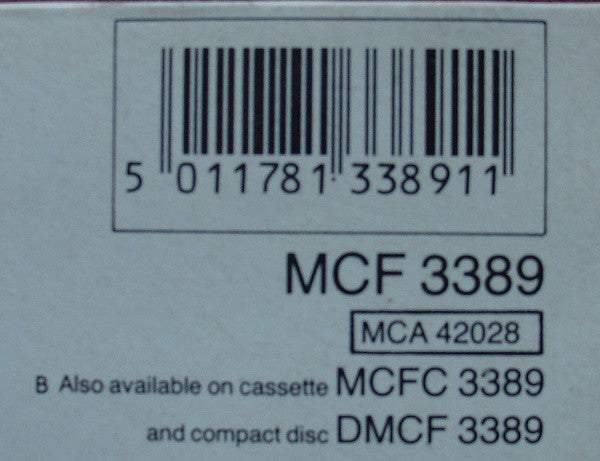 5 011781 338911
MCF 3389
MCA 42028
B Also available on cassette MCFC 3389
and compact disc DMCF 3389